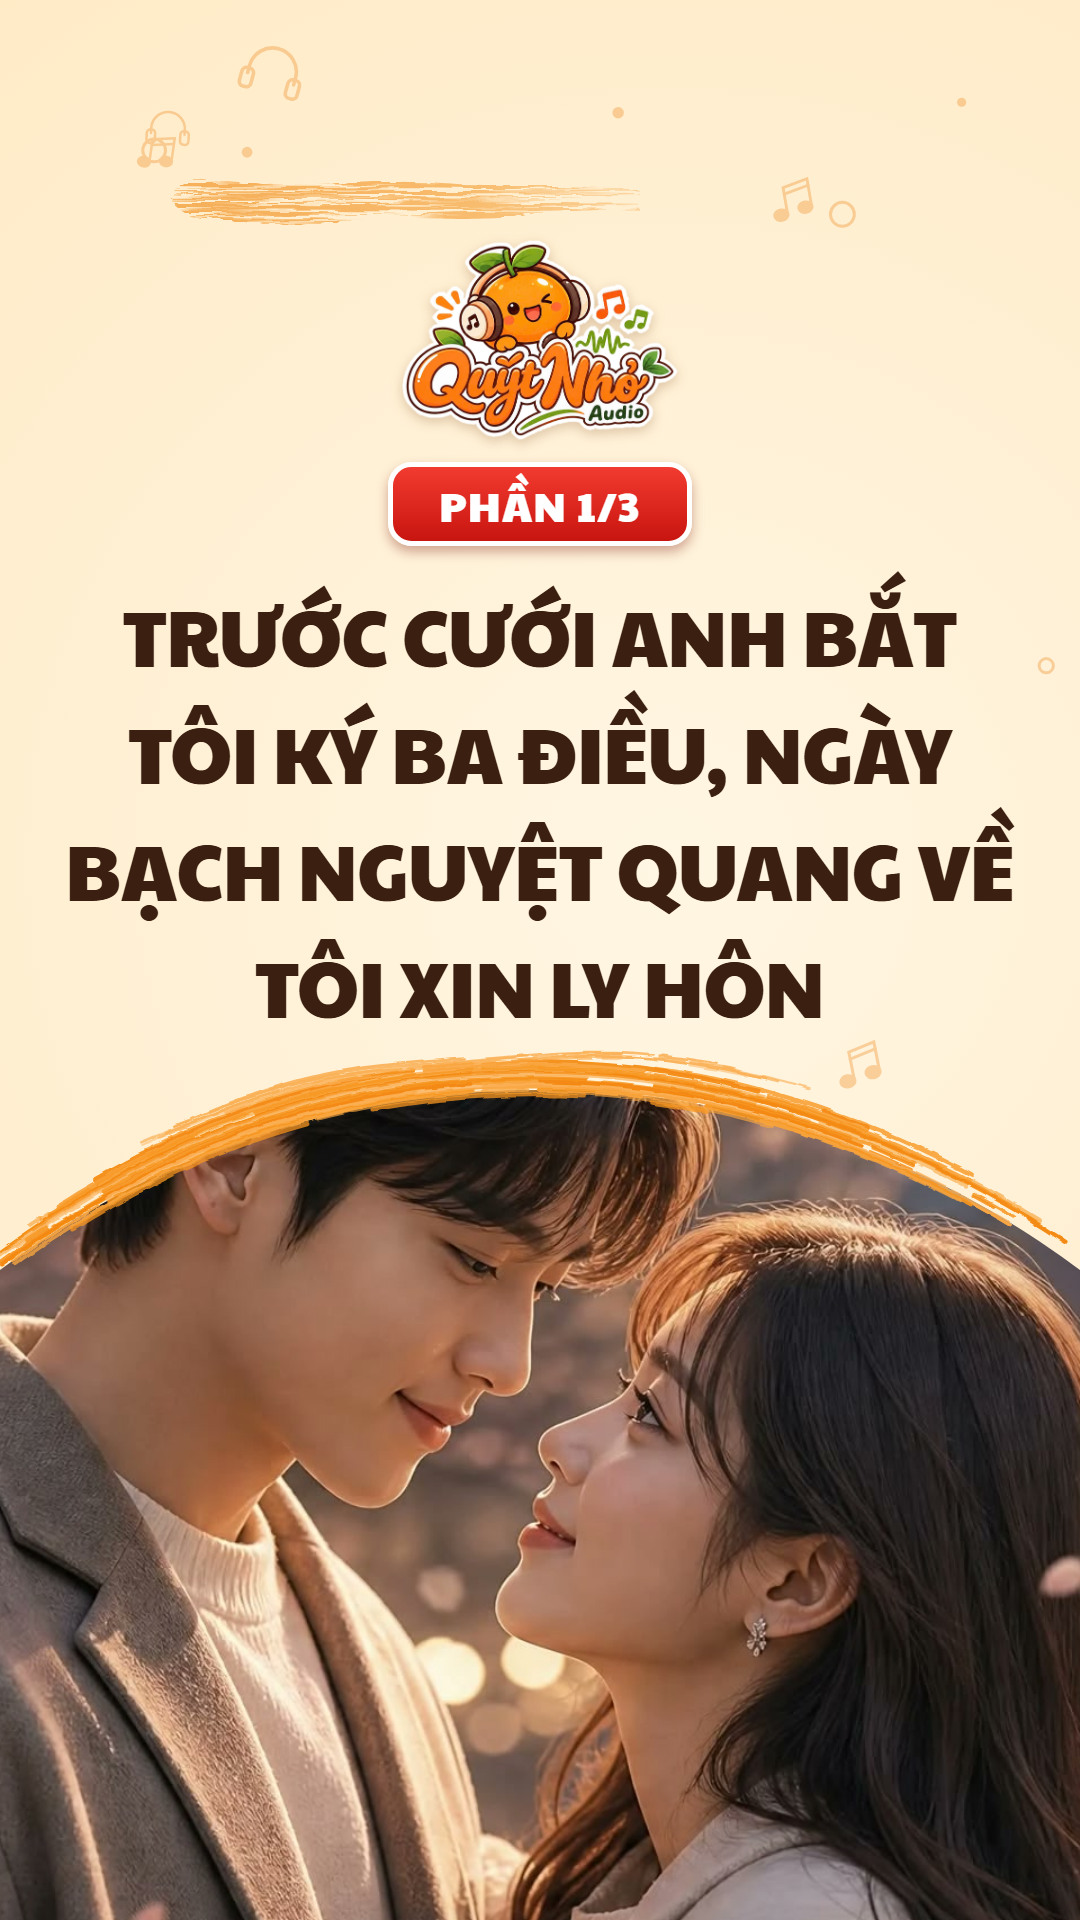 Quýt Nhỏ
Audio
PHẦN 1/3
TRƯỚC CƯỚI ANH BẮT
TÔI KÝ BA ĐIỀU, NGÀY
BẠCH NGUYỆT QUANG VỀ
TÔI XIN LY HÔN